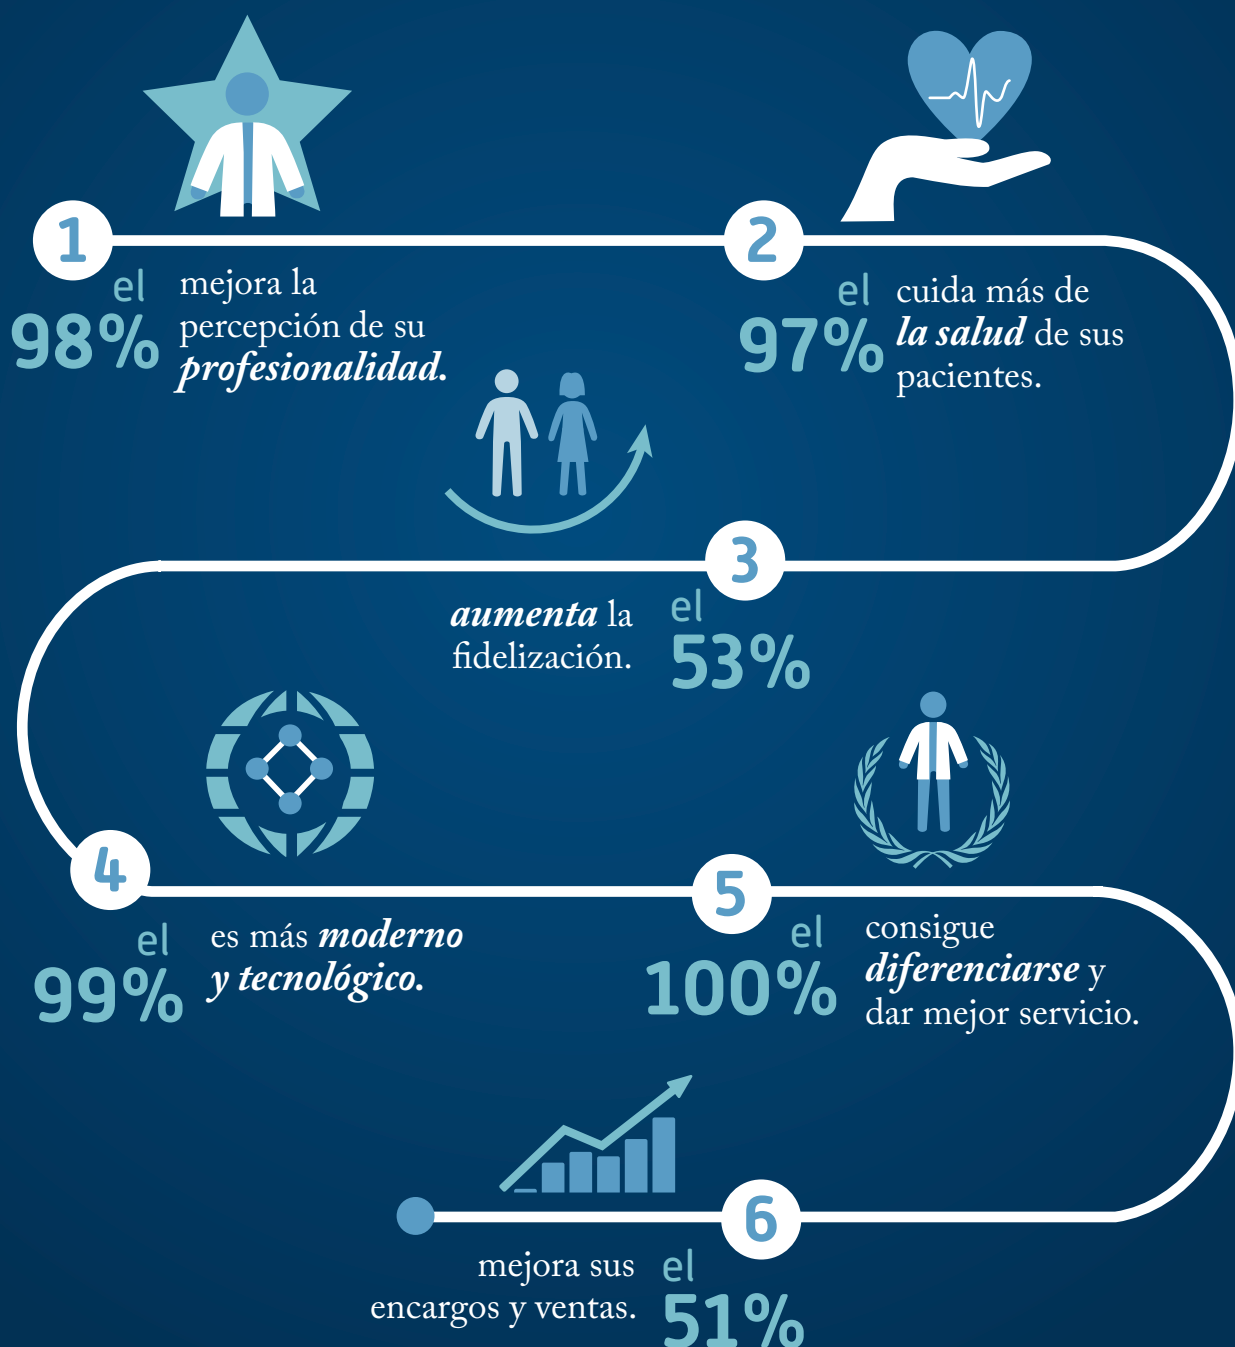 1
el
98%
mejora la
percepción de su
profesionalidad.
2
el
97%
cuida más de
la salud de sus
pacientes.
3
el
53%
aumenta la
fidelización.
4
el
99%
es más moderno
y tecnológico.
5
el
100%
consigue
diferenciarse y
dar mejor servicio.
6
el
51%
mejora sus
encargos y ventas.